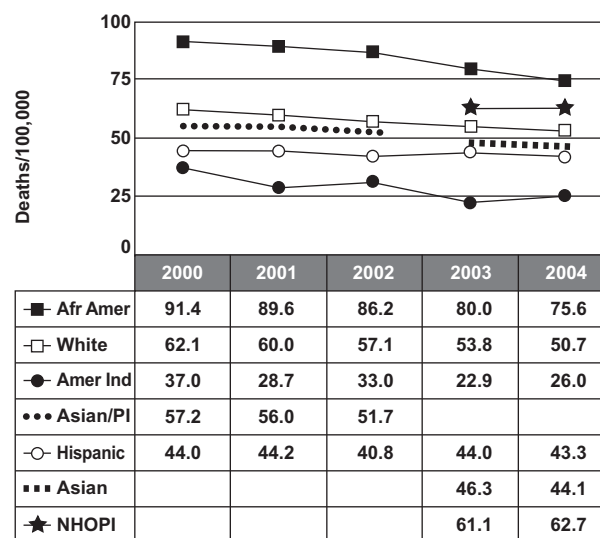 100
75
50
25
0
Deaths/100,000
2000 2001 2002 2003 2004
Afr Amer 91.4 89.6 86.2 80.0 75.6
White 62.1 60.0 57.1 53.8 50.7
Amer Ind 37.0 28.7 33.0 22.9 26.0
Asian/PI 57.2 56.0 51.7
Hispanic 44.0 44.2 40.8 44.0 43.3
Asian 46.3 44.1
NHOPI 61.1 62.7